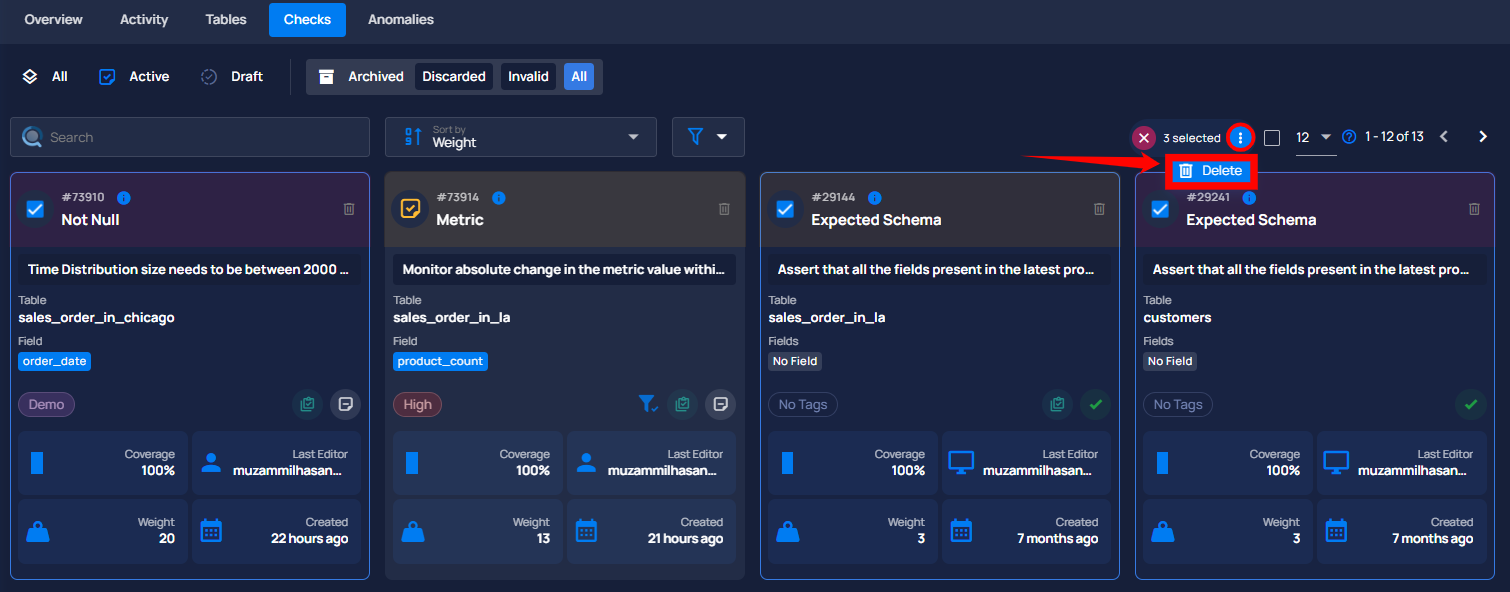 Overview Activity Tables Checks Anomalies
All Active Draft Archived Discarded Invalid All
Search
Sort by
Weight
3 selected
12
1 - 12 of 13
Delete
#73910
Not Null
Time Distribution size needs to be between 2000 ...
Table
sales_order_in_chicago
Field
order_date
Demo
Coverage
100%
Last Editor
muzammilhasan...
Weight
20
Created
22 hours ago
#73914
Metric
Monitor absolute change in the metric value withi...
Table
sales_order_in_la
Field
product_count
High
Coverage
100%
Last Editor
muzammilhasan...
Weight
13
Created
21 hours ago
#29144
Expected Schema
Assert that all the fields present in the latest pro...
Table
sales_order_in_la
Fields
No Field
No Tags
Coverage
100%
Last Editor
muzammilhasan...
Weight
3
Created
7 months ago
#29241
Expected Schema
Assert that all the fields present in the latest pro...
Table
customers
Fields
No Field
No Tags
Coverage
100%
Last Editor
muzammilhasan...
Weight
3
Created
7 months ago